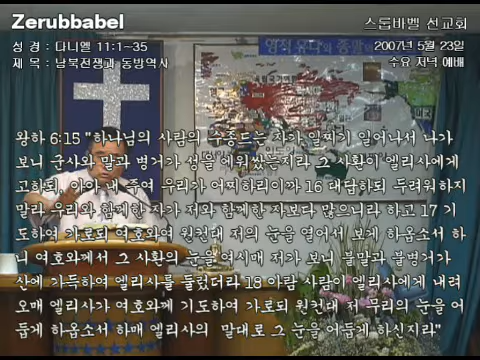 Zerubbabel
스룹바벨 선교회
성 경 : 다니엘 11:1~35
2007년 5월 23일
제 목 : 남북전쟁과 동방역사
수요 저녁 예배
영적 유다와 종말의
왕하 6:15 "하나님의 사람의 수종드는 자가 일찌기 일어나서 나가
보니 군사와 말과 병거가 성을 에워쌌는지라 그 사환이 엘리사에게
고하되, 아아 내 주여 우리가 어찌하리이까 16 대답하되 두려워하지
말라 우리와 함께한 자가 저와 함께한 자보다 많으니라 하고 17 기
도하여 가로되 여호와여 원컨대 저의 눈을 열어서 보게 하옵소서 하
니 여호와께서 그 사환의 눈을 여시매 저가 보니 불말과 불병거가
산에 가득하여 엘리사를 둘렀더라 18 아람 사람이 엘리사에게 내려
오매 엘리사가 여호와께 기도하여 가로되 원컨대 저 무리의 눈을 어
둡게 하옵소서 하매 엘리사의 말대로 그 눈을 어둡게 하신지라"